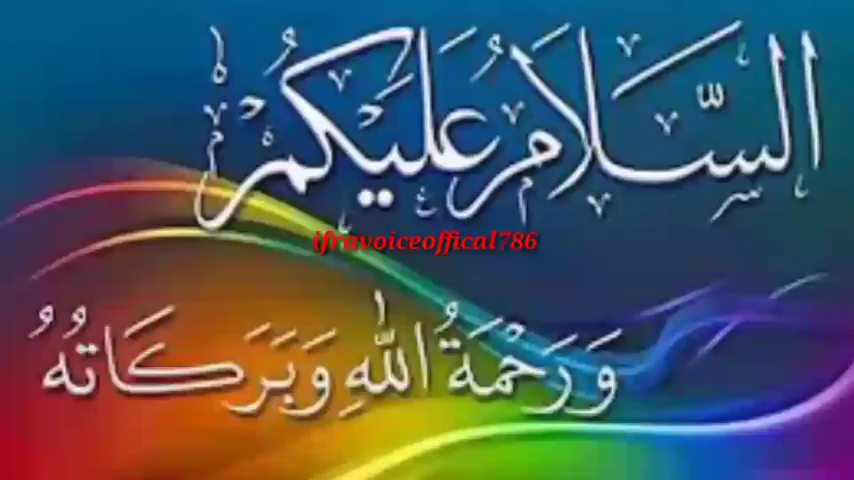 السَّلَامُ عَلَيْكُمْ
ifravoiceoffical786
وَرَحْمَةُ اللهِ وَبَرَكَاتُهُ